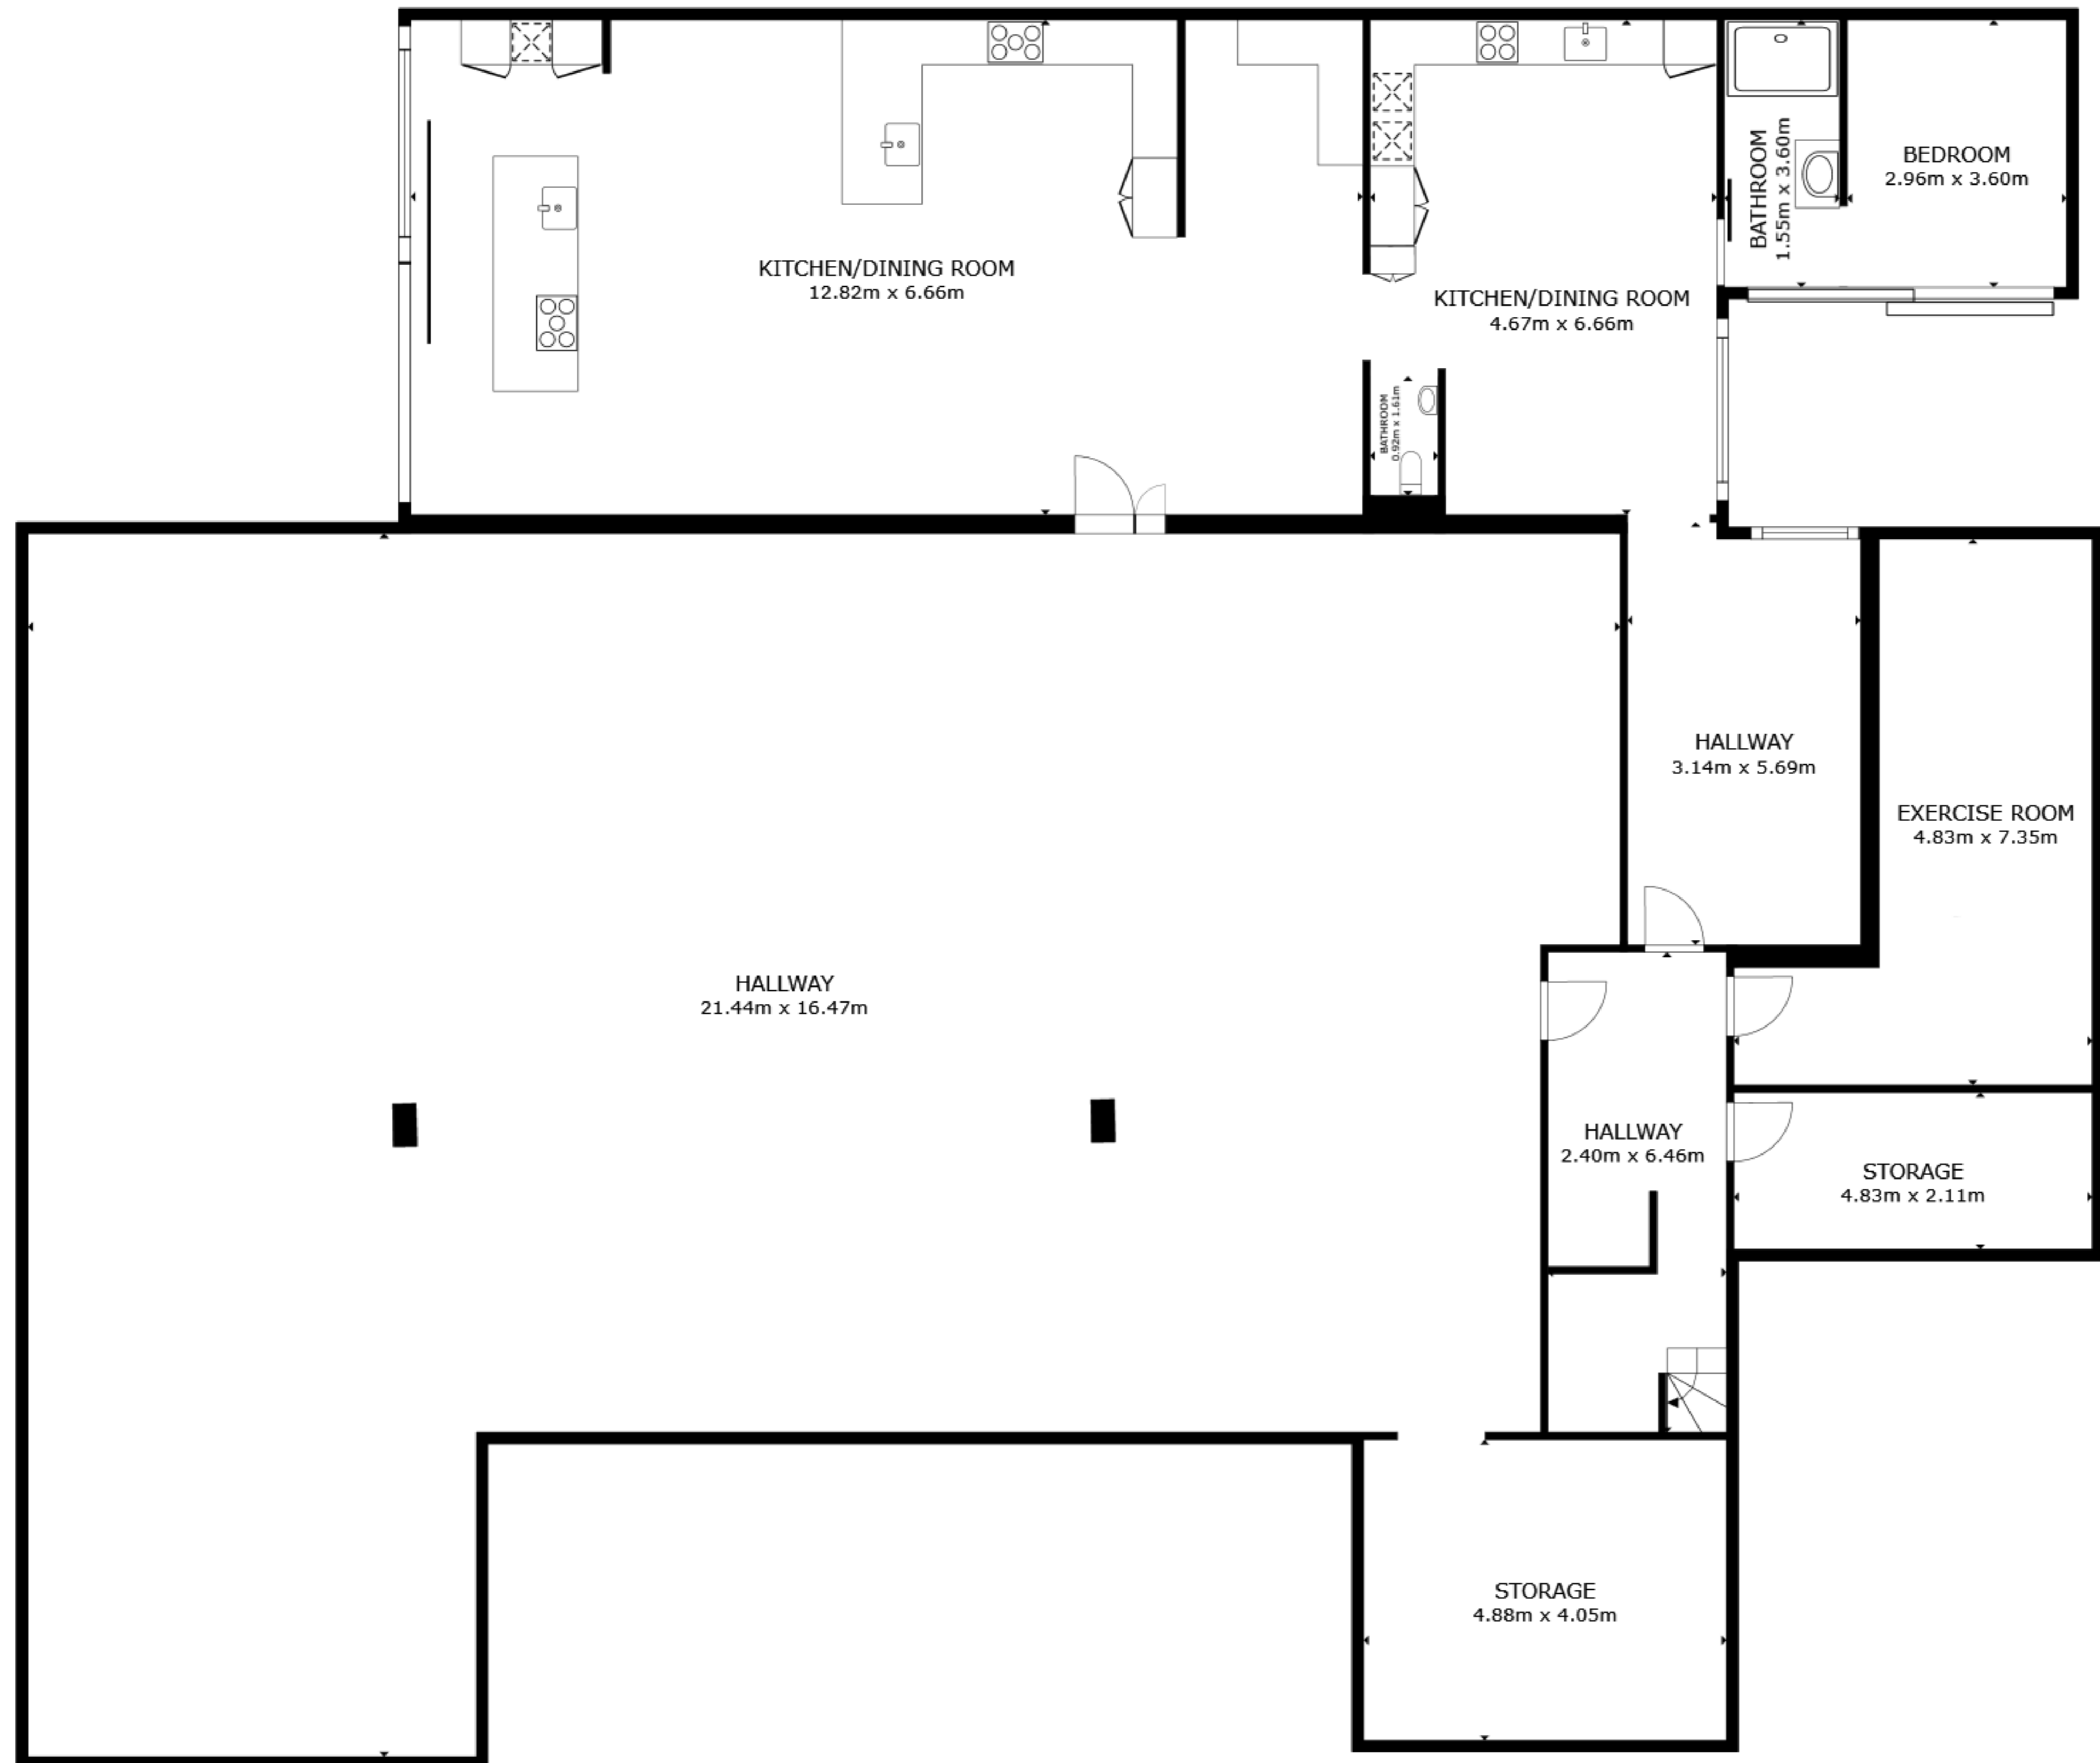 BEDROOM
2.96m x 3.60m
BATHROOM
1.55m x 3.60m
KITCHEN/DINING ROOM
12.82m x 6.66m
KITCHEN/DINING ROOM
4.67m x 6.66m
BATHROOM
0.92m x 1.61m
HALLWAY
3.14m x 5.69m
EXERCISE ROOM
4.83m x 7.35m
HALLWAY
21.44m x 16.47m
HALLWAY
2.40m x 6.46m
STORAGE
4.83m x 2.11m
STORAGE
4.88m x 4.05m